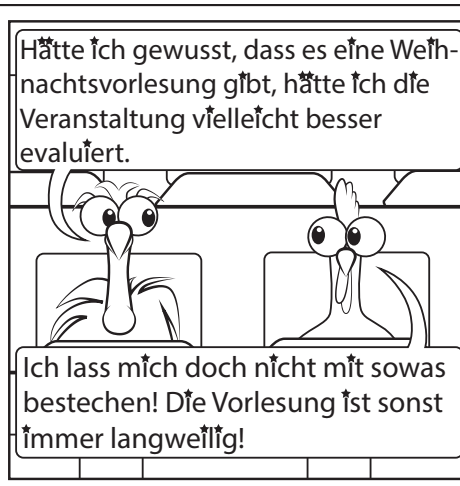 Hätte ich gewusst, dass es eine Weih-
nachtsvorlesung gibt, hätte ich die
Veranstaltung vielleicht besser
evaluiert.
Ich lass mich doch nicht mit sowas
bestechen! Die Vorlesung ist sonst
immer langweilig!